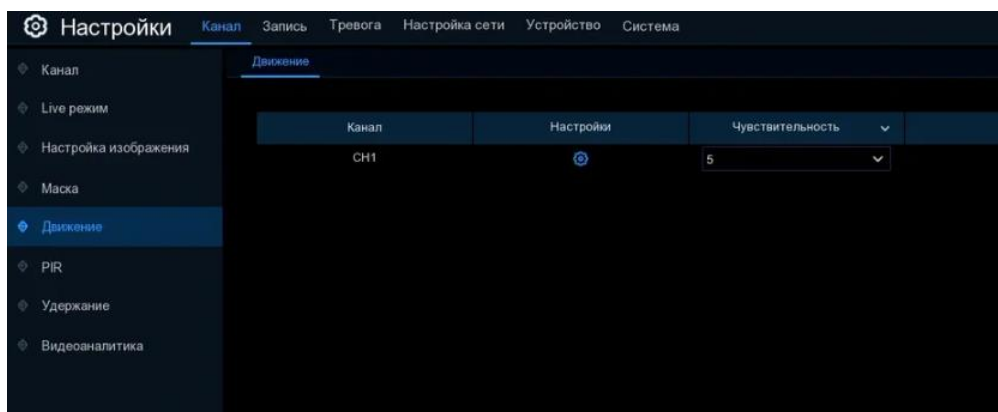 Настройки Канал Запись Тревога Настройка сети Устройство Система
Движение
Канал
Live режим
Настройка изображения
Маска
Движение
PIR
Удержание
Видеоаналитика
Канал Настройки Чувствительность
CH1 5